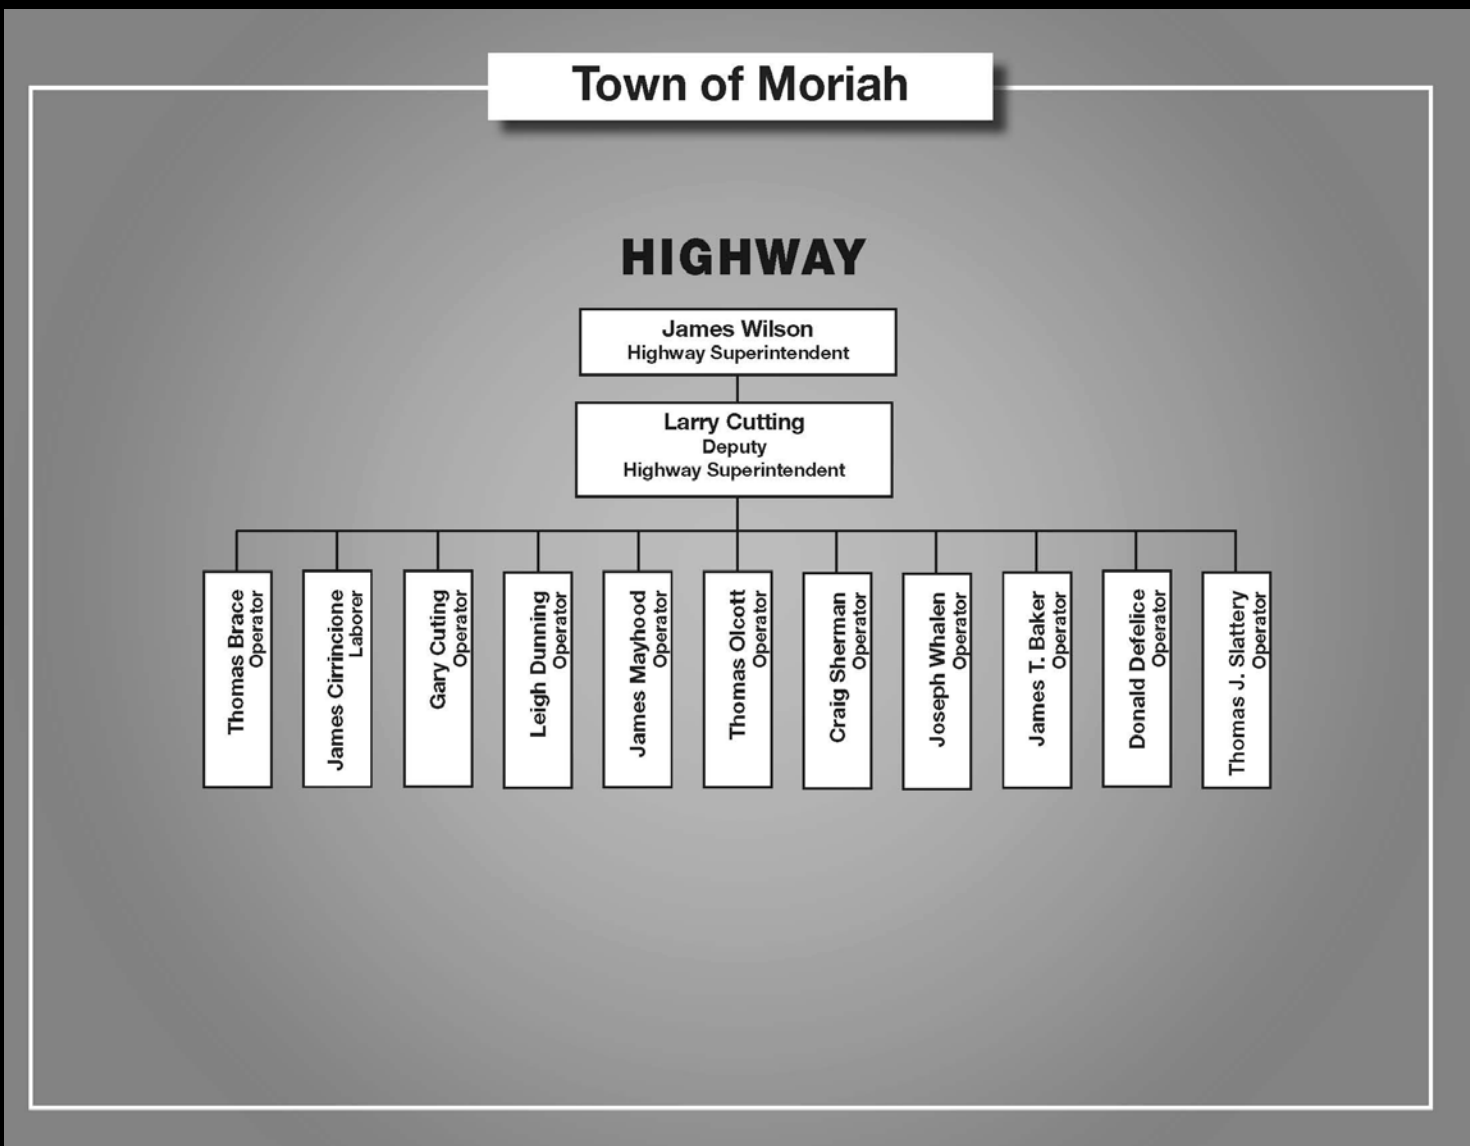 Town of Moriah
HIGHWAY
James Wilson
Highway Superintendent
Larry Cutting
Deputy
Highway Superintendent
Thomas Brace
Operator
James Cirrincione
Laborer
Gary Cuting
Operator
Leigh Dunning
Operator
James Mayhood
Operator
Thomas Olcott
Operator
Craig Sherman
Operator
Joseph Whalen
Operator
James T. Baker
Operator
Donald Defelice
Operator
Thomas J. Slattery
Operator